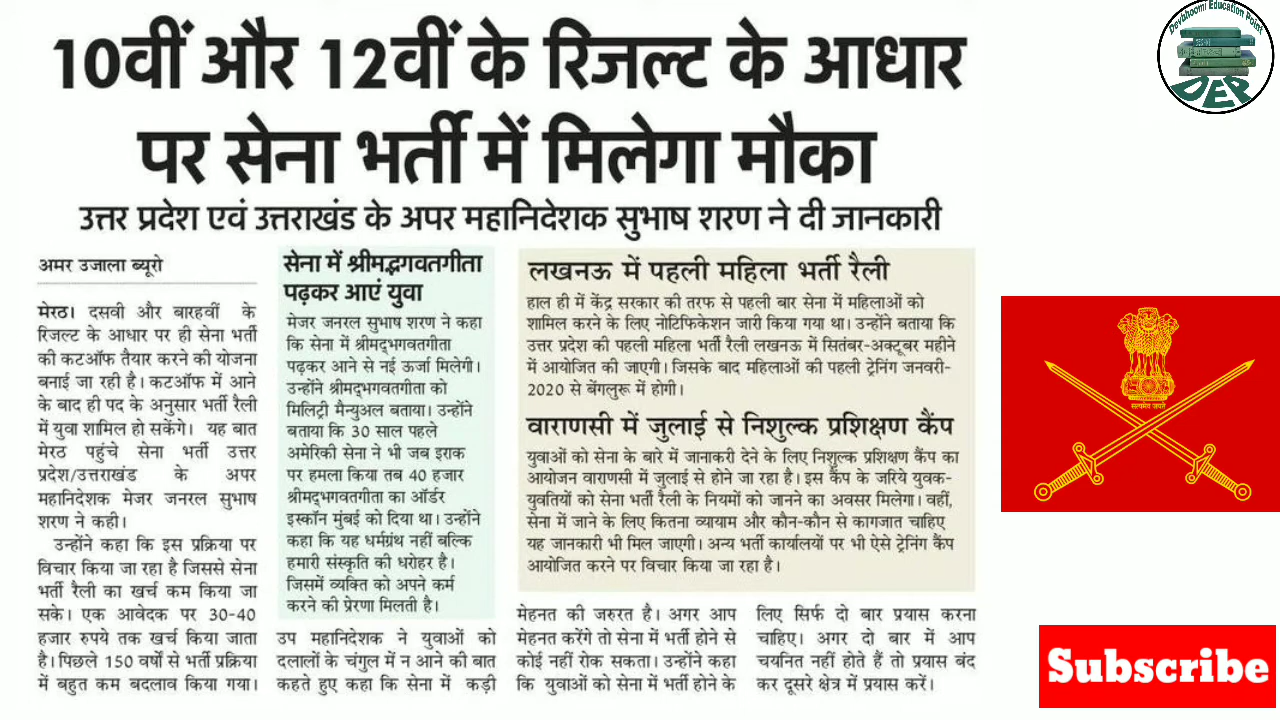 10वीं और 12वीं के रिजल्ट के आधार
पर सेना भर्ती में मिलेगा मौका
उत्तर प्रदेश एवं उत्तराखंड के अपर महानिदेशक सुभाष शरण ने दी जानकारी
अमर उजाला ब्यूरो
मेरठ। दसवी और बारहवीं के
रिजल्ट के आधार पर ही सेना भर्ती
की कटऑफ तैयार करने की योजना
बनाई जा रही है। कटऑफ में आने
के बाद ही पद के अनुसार भर्ती रैली
में युवा शामिल हो सकेंगे। यह बात
मेरठ पहुंचे सेना भर्ती उत्तर
प्रदेश/उत्तराखंड के अपर
महानिदेशक मेजर जनरल सुभाष
शरण ने कही।
उन्होंने कहा कि इस प्रक्रिया पर
विचार किया जा रहा है जिससे सेना
भर्ती रैली का खर्च कम किया जा
सके। एक आवेदक पर 30-40
हजार रुपये तक खर्च किया जाता
है। पिछले 150 वर्षों से भर्ती प्रक्रिया
में बहुत कम बदलाव किया गया।
सेना में श्रीमद्भगवतगीता
पढ़कर आएं युवा
मेजर जनरल सुभाष शरण ने कहा
कि सेना में श्रीमद्भगवतगीता
पढ़कर आने से नई ऊर्जा मिलेगी।
उन्होंने श्रीमद्भगवतगीता को
मिलिट्री मैन्युअल बताया। उन्होंने
बताया कि 30 साल पहले
अमेरिकी सेना ने भी जब इराक
पर हमला किया तब 40 हजार
श्रीमद्भगवतगीता का ऑर्डर
इस्कॉन मुंबई को दिया था। उन्होंने
कहा कि यह धर्मग्रंथ नहीं बल्कि
हमारी संस्कृति की धरोहर है।
जिसमें व्यक्ति को अपने कर्म
करने की प्रेरणा मिलती है।
उप महानिदेशक ने युवाओं को
दलालों के चंगुल में न आने की बात
कहते हुए कहा कि सेना में कड़ी
लखनऊ में पहली महिला भर्ती रैली
हाल ही में केंद्र सरकार की तरफ से पहली बार सेना में महिलाओं को
शामिल करने के लिए नोटिफिकेशन जारी किया गया था। उन्होंने बताया कि
उत्तर प्रदेश की पहली महिला भर्ती रैली लखनऊ में सितंबर-अक्टूबर महीने
में आयोजित की जाएगी। जिसके बाद महिलाओं की पहली ट्रेनिंग जनवरी-
2020 से बेंगलुरू में होगी।
वाराणसी में जुलाई से निशुल्क प्रशिक्षण कैंप
युवाओं को सेना के बारे में जानाकरी देने के लिए निशुल्क प्रशिक्षण कैंप का
आयोजन वाराणसी में जुलाई से होने जा रहा है। इस कैंप के जरिये युवक-
युवतियों को सेना भर्ती रैली के नियमों को जानने का अवसर मिलेगा। वहीं,
सेना में जाने के लिए कितना व्यायाम और कौन-कौन से कागजात चाहिए
यह जानकारी भी मिल जाएगी। अन्य भर्ती कार्यालयों पर भी ऐसे ट्रेनिंग कैंप
आयोजित करने पर विचार किया जा रहा है।
मेहनत की जरुरत है। अगर आप
मेहनत करेंगे तो सेना में भर्ती होने से
कोई नहीं रोक सकता। उन्होंने कहा
कि युवाओं को सेना में भर्ती होने के
लिए सिर्फ दो बार प्रयास करना
चाहिए। अगर दो बार में आप
चयनित नहीं होते हैं तो प्रयास बंद
कर दूसरे क्षेत्र में प्रयास करें।
Devbhoomi Education Point
DEP
सत्यमेव जयते
Subscribe